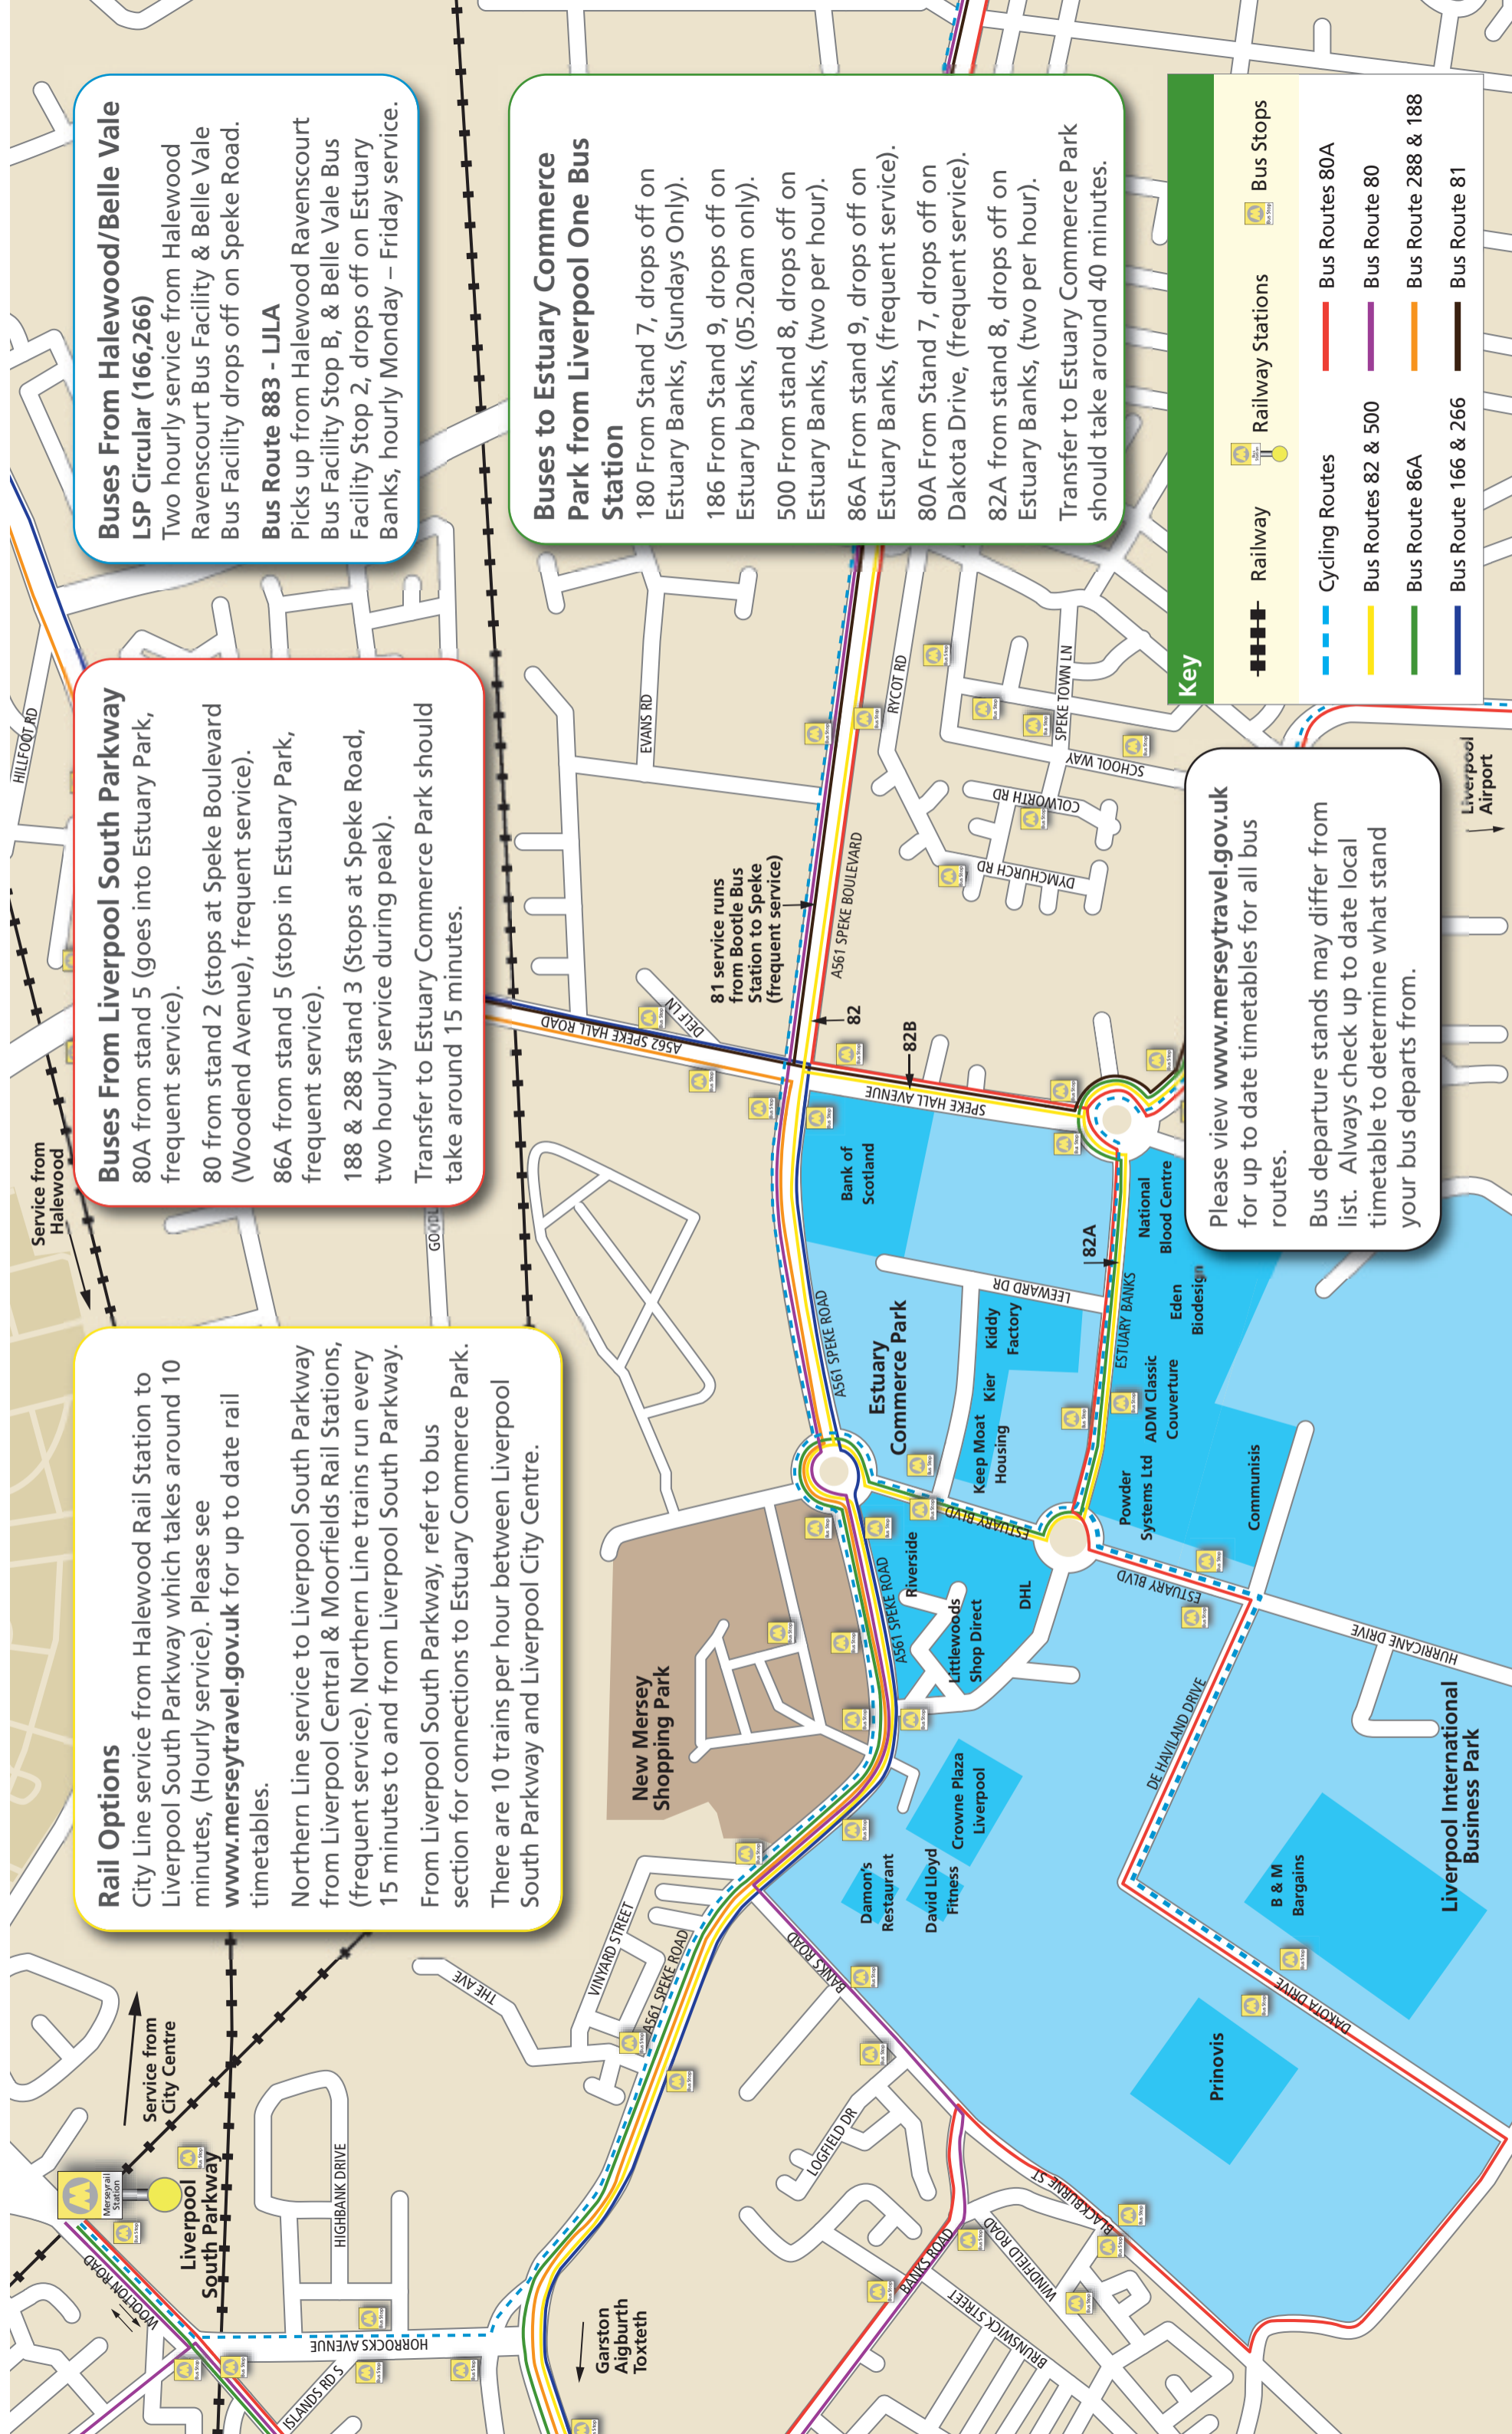 Rail Options
City Line service from Halewood Rail Station to
Liverpool South Parkway which takes around 10
minutes, (Hourly service). Please see
www.merseytravel.gov.uk for up to date rail
timetables.
Northern Line service to Liverpool South Parkway
from Liverpool Central & Moorfields Rail Stations,
(frequent service). Northern Line trains run every
15 minutes to and from Liverpool South Parkway.
From Liverpool South Parkway, refer to bus
section for connections to Estuary Commerce Park.
There are 10 trains per hour between Liverpool
South Parkway and Liverpool City Centre.
Buses From Liverpool South Parkway
80A from stand 5 (goes into Estuary Park,
frequent service).
80 from stand 2 (stops at Speke Boulevard
(Woodend Avenue), frequent service).
86A from stand 5 (stops in Estuary Park,
frequent service).
188 & 288 stand 3 (Stops at Speke Road,
two hourly service during peak).
Transfer to Estuary Commerce Park should
take around 15 minutes.
Buses From Halewood/Belle Vale
LSP Circular (166,266)
Two hourly service from Halewood
Ravenscourt Bus Facility & Belle Vale
Bus Facility drops off on Speke Road.
Bus Route 883 - LJLA
Picks up from Halewood Ravenscourt
Bus Facility Stop B, & Belle Vale Bus
Facility Stop 2, drops off on Estuary
Banks, hourly Monday – Friday service.
Buses to Estuary Commerce
Park from Liverpool One Bus
Station
180 From Stand 7, drops off on
Estuary Banks, (Sundays Only).
186 From Stand 9, drops off on
Estuary banks, (05.20am only).
500 From stand 8, drops off on
Estuary Banks, (two per hour).
86A From stand 9, drops off on
Estuary Banks, (frequent service).
80A From Stand 7, drops off on
Dakota Drive, (frequent service).
82A from stand 8, drops off on
Estuary Banks, (two per hour).
Transfer to Estuary Commerce Park
should take around 40 minutes.
Please view www.merseytravel.gov.uk
for up to date timetables for all bus
routes.
Bus departure stands may differ from
list. Always check up to date local
timetable to determine what stand
your bus departs from.
Key
Railway
Railway Stations
Bus Stops
Cycling Routes
Bus Routes 80A
Bus Routes 82 & 500
Bus Route 80
Bus Route 86A
Bus Route 288 & 188
Bus Route 166 & 266
Bus Route 81
Merseyrail
Station
Liverpool
South Parkway
Service from
City Centre
Service from
Halewood
HILLFOOT RD
WOOLTON ROAD
HIGHBANK DRIVE
HORROCKS AVENUE
ISLANDS RD S
Garston
Aigburth
Toxteth
THE AVE
VINYARD STREET
A561 SPEKE ROAD
New Mersey
Shopping Park
GOODL
A562 SPEKE HALL ROAD
DELF LN
EVANS RD
81 service runs
from Bootle Bus
Station to Speke
(frequent service)
A561 SPEKE BOULEVARD
82
82B
SPEKE HALL AVENUE
RYCOT RD
SPEKE TOWN LN
SCHOOL WAY
COLWORTH RD
DYMCHURCH RD
A561 SPEKE ROAD
A561 SPEKE ROAD
Bank of
Scotland
Estuary
Commerce Park
LEEWARD DR
Kiddy
Factory
Kier
Keep Moat
Housing
82A
ESTUARY BANKS
National
Blood Centre
Eden
Biodesign
ADM Classic
Couverture
Powder
Systems Ltd
Communisis
ESTUARY BLVD
ESTUARY BLVD
Riverside
Littlewoods
Shop Direct
DHL
Crowne Plaza
Liverpool
Damon's
Restaurant
David Lloyd
Fitness
BANKS ROAD
BANKS ROAD
LOGFIELD DR
BLACKBURNE ST
WINDFIELD ROAD
BRUNSWICK STREET
DE HAVILAND DRIVE
HURRICANE DRIVE
DAKOTA DRIVE
B & M
Bargains
Prinovis
Liverpool International
Business Park
Liverpool
Airport